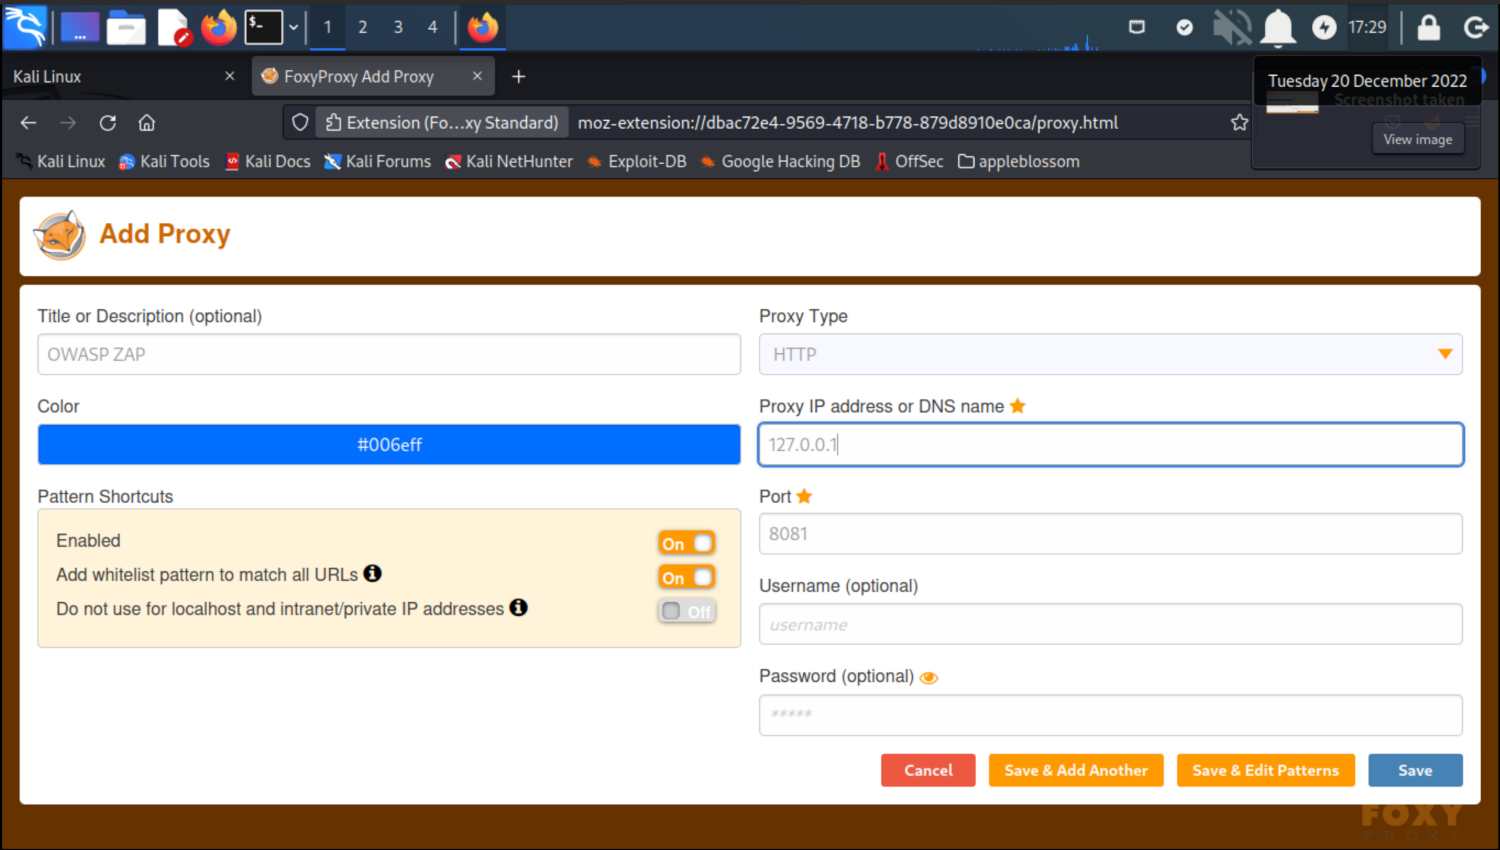 $-
1 2 3 4
17:29
Kali Linux
FoxyProxy Add Proxy
Tuesday 20 December 2022
Screenshot taken
View image
Extension (Fo...xy Standard)
moz-extension://dbac72e4-9569-4718-b778-879d8910e0ca/proxy.html
Kali Linux Kali Tools Kali Docs Kali Forums Kali NetHunter Exploit-DB Google Hacking DB OffSec appleblossom
Add Proxy
Title or Description (optional)
OWASP ZAP
Color
#006eff
Pattern Shortcuts
Enabled On
Add whitelist pattern to match all URLs On
Do not use for localhost and intranet/private IP addresses Off
Proxy Type
HTTP
Proxy IP address or DNS name
127.0.0.1
Port
8081
Username (optional)
username
Password (optional)
*****
Cancel Save & Add Another Save & Edit Patterns Save
FOXY
PROXY